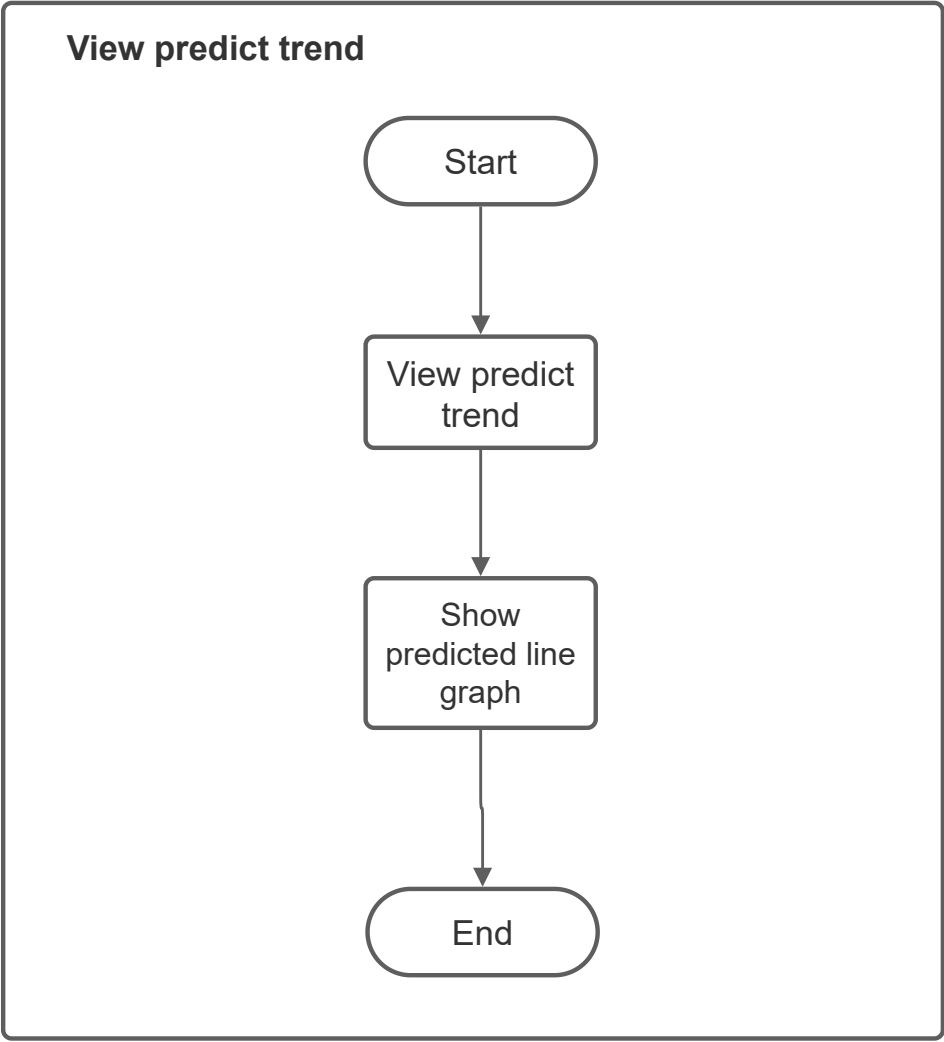 View predict trend
Start
View predict
trend
Show
predicted line
graph
End